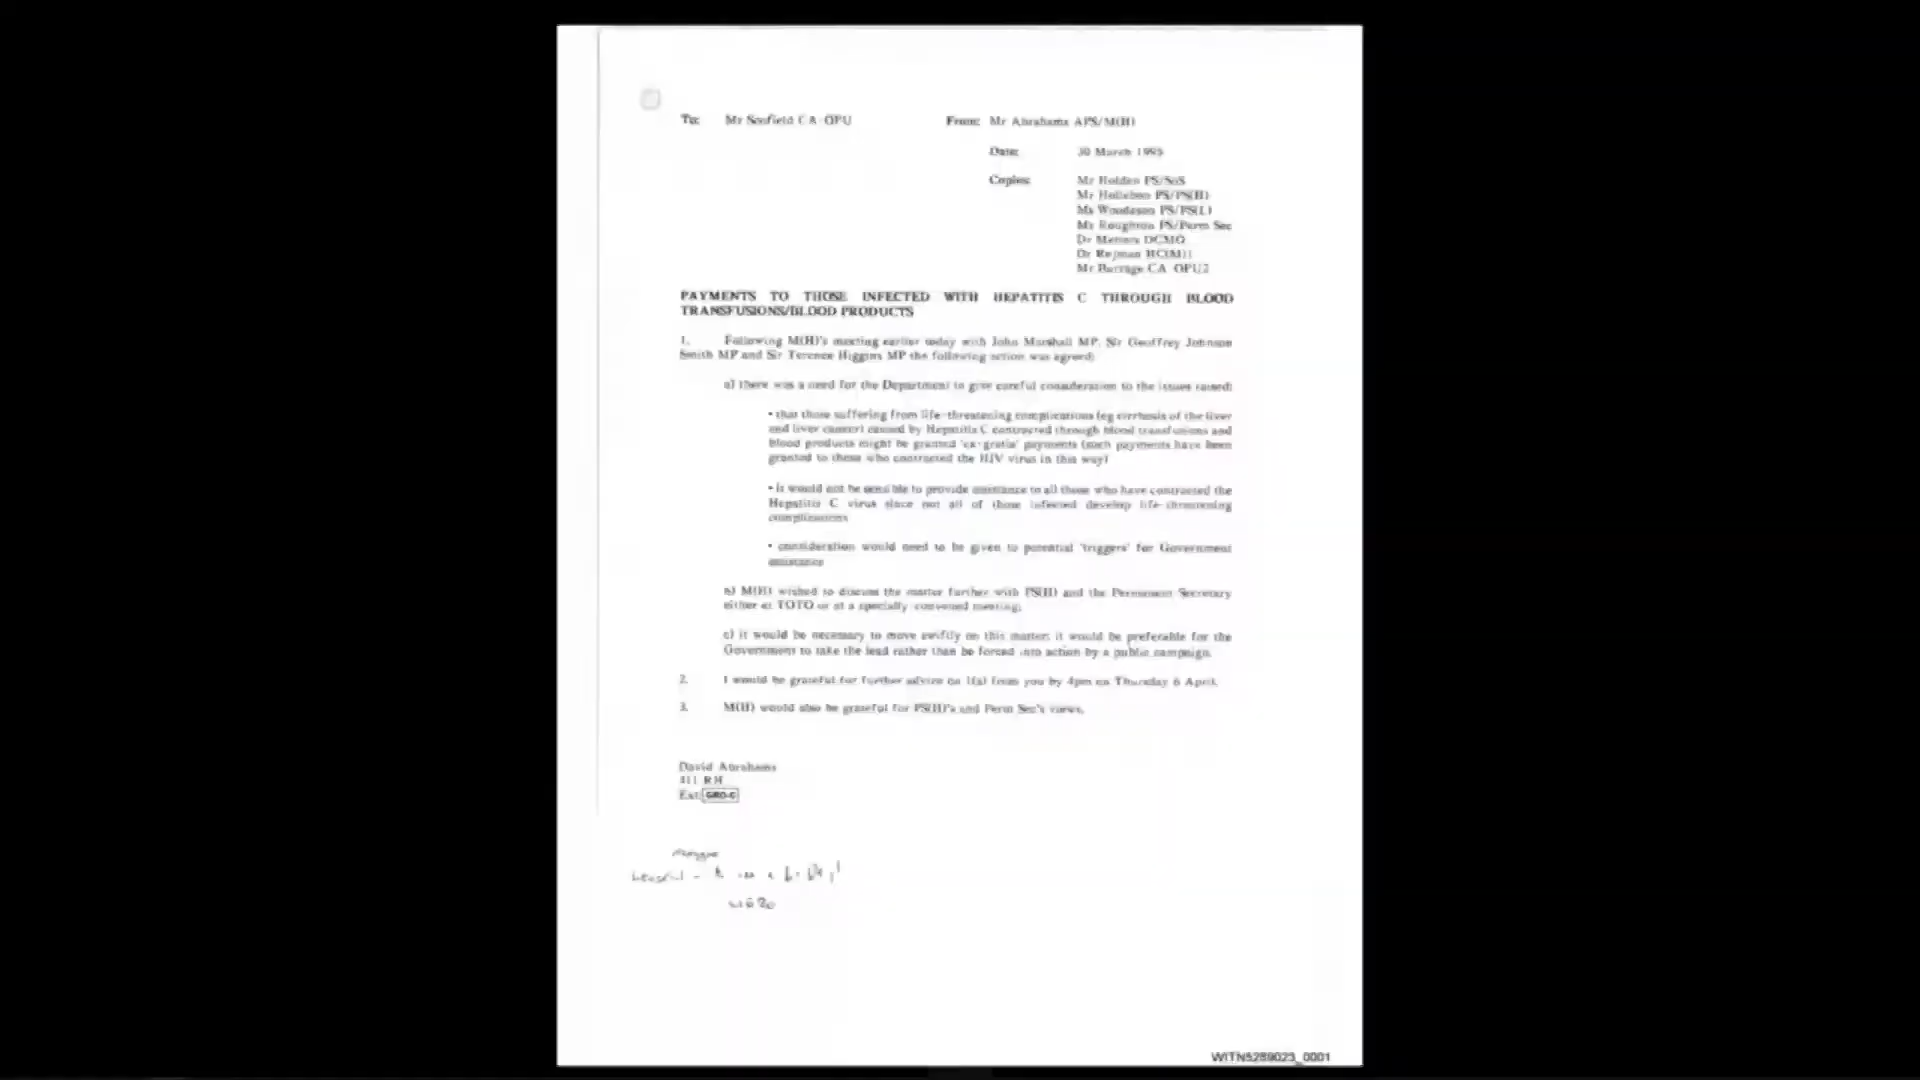 To: Mr Scofield CA-OPU From: Mr Abrahams APS/M(H)
Date: 30 March 1995
Copies: Mr Holden PS/SoS
Mr Hollebon PS/PS(H)
Ms Woodeson PS/PS(L)
Mr Roughton PS/Perm Sec
Dr Metters DCMO
Dr Rejman HC(M)1
Mr Burrage CA-OPU2
PAYMENTS TO THOSE INFECTED WITH HEPATITIS C THROUGH BLOOD
TRANSFUSIONS/BLOOD PRODUCTS
1. Following M(H)'s meeting earlier today with John Marshall MP, Sir Geoffrey Johnson
Smith MP and Sir Terence Higgins MP the following action was agreed:
a) there was a need for the Department to give careful consideration to the issues raised:
• that those suffering from life-threatening complications (eg cirrhosis of the liver
and liver cancer) caused by Hepatitis C contracted through blood transfusions and
blood products might be granted 'ex-gratia' payments (such payments have been
granted to those who contracted the HIV virus in this way)
• it would not be sensible to provide assistance to all those who have contracted the
Hepatitis C virus since not all of those infected develop life-threatening
complications
• consideration would need to be given to potential 'triggers' for Government
assistance
b) M(H) wished to discuss the matter further with PS(H) and the Permanent Secretary
either at TOTO or at a specially-convened meeting;
c) it would be necessary to move swiftly on this matter; it would be preferable for the
Government to take the lead rather than be forced into action by a public campaign.
2. I would be grateful for further advice on 1(a) from you by 4pm on Thursday 6 April.
3. M(H) would also be grateful for PS(H)'s and Perm Sec's views.
David Abrahams
411 RH
Ext: GRO-C
WITN5289023_0001